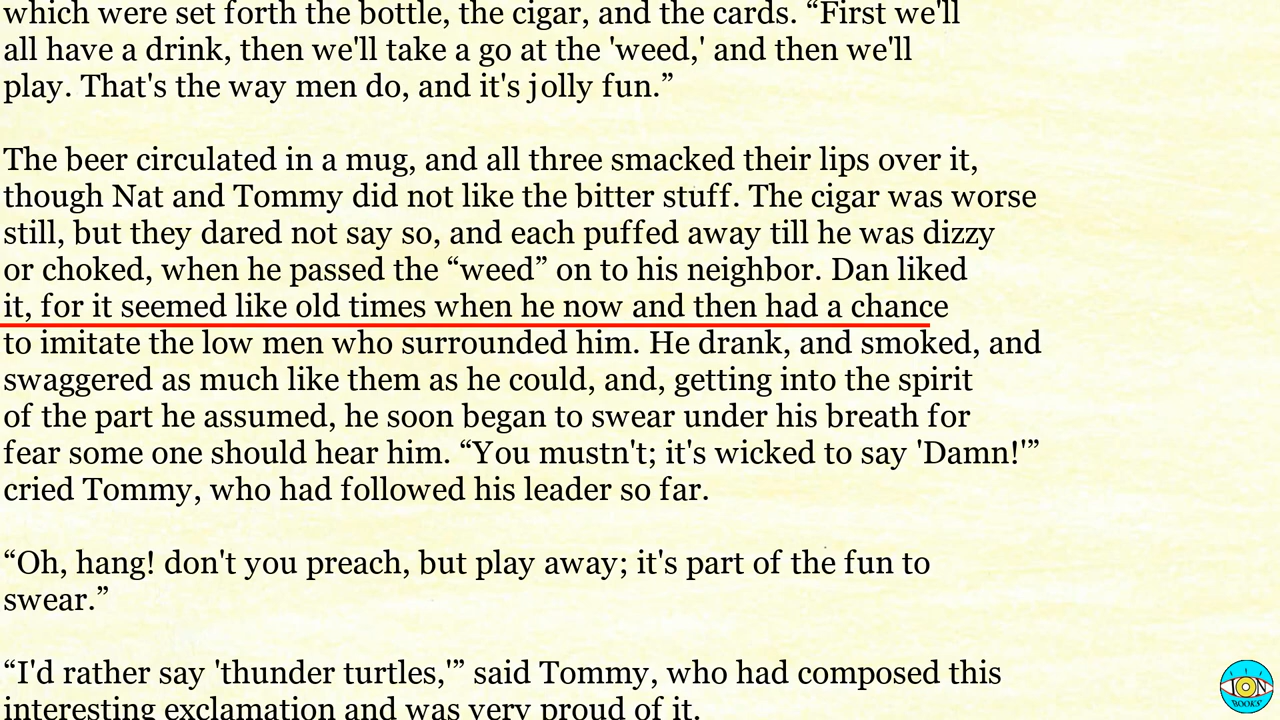 which were set forth the bottle, the cigar, and the cards. “First we'll
all have a drink, then we'll take a go at the 'weed,' and then we'll
play. That's the way men do, and it's jolly fun.”
The beer circulated in a mug, and all three smacked their lips over it,
though Nat and Tommy did not like the bitter stuff. The cigar was worse
still, but they dared not say so, and each puffed away till he was dizzy
or choked, when he passed the “weed” on to his neighbor. Dan liked
it, for it seemed like old times when he now and then had a chance
to imitate the low men who surrounded him. He drank, and smoked, and
swaggered as much like them as he could, and, getting into the spirit
of the part he assumed, he soon began to swear under his breath for
fear some one should hear him. “You mustn't; it's wicked to say 'Damn!'”
cried Tommy, who had followed his leader so far.
“Oh, hang! don't you preach, but play away; it's part of the fun to
swear.”
“I'd rather say 'thunder turtles,'” said Tommy, who had composed this
interesting exclamation and was very proud of it.
ION
BOOKS